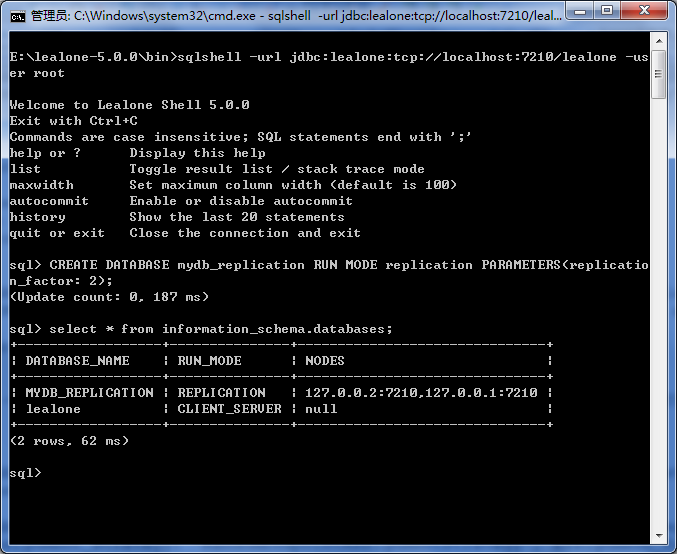 管理员: C:\Windows\system32\cmd.exe - sqlshell  -url jdbc:lealone:tcp://localhost:7210/leal...
E:\lealone-5.0.0\bin>sqlshell -url jdbc:lealone:tcp://localhost:7210/lealone -us
er root
Welcome to Lealone Shell 5.0.0
Exit with Ctrl+C
Commands are case insensitive; SQL statements end with ';'
help or ?      Display this help
list           Toggle result list / stack trace mode
maxwidth       Set maximum column width (default is 100)
autocommit     Enable or disable autocommit
history        Show the last 20 statements
quit or exit   Close the connection and exit
sql> CREATE DATABASE mydb_replication RUN MODE replication PARAMETERS(replicatio
n_factor: 2);
(Update count: 0, 187 ms)
sql> select * from information_schema.databases;
+------------------+---------------+-------------------------------+
¦ DATABASE_NAME    ¦ RUN_MODE      ¦ NODES                         ¦
+------------------+---------------+-------------------------------+
¦ MYDB_REPLICATION ¦ REPLICATION   ¦ 127.0.0.2:7210,127.0.0.1:7210 ¦
¦ lealone          ¦ CLIENT_SERVER ¦ null                          ¦
+------------------+---------------+-------------------------------+
(2 rows, 62 ms)
sql>